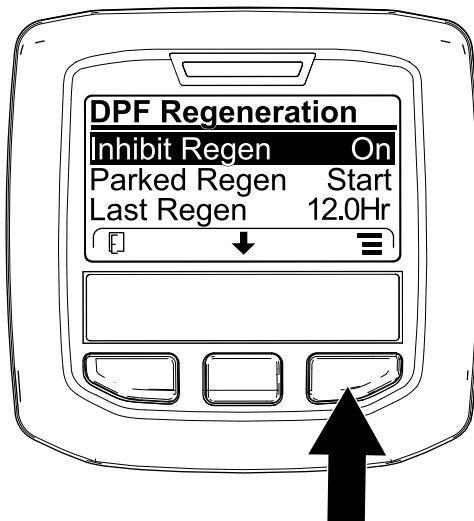 DPF Regeneration
Inhibit Regen On
Parked Regen Start
Last Regen 12.0Hr